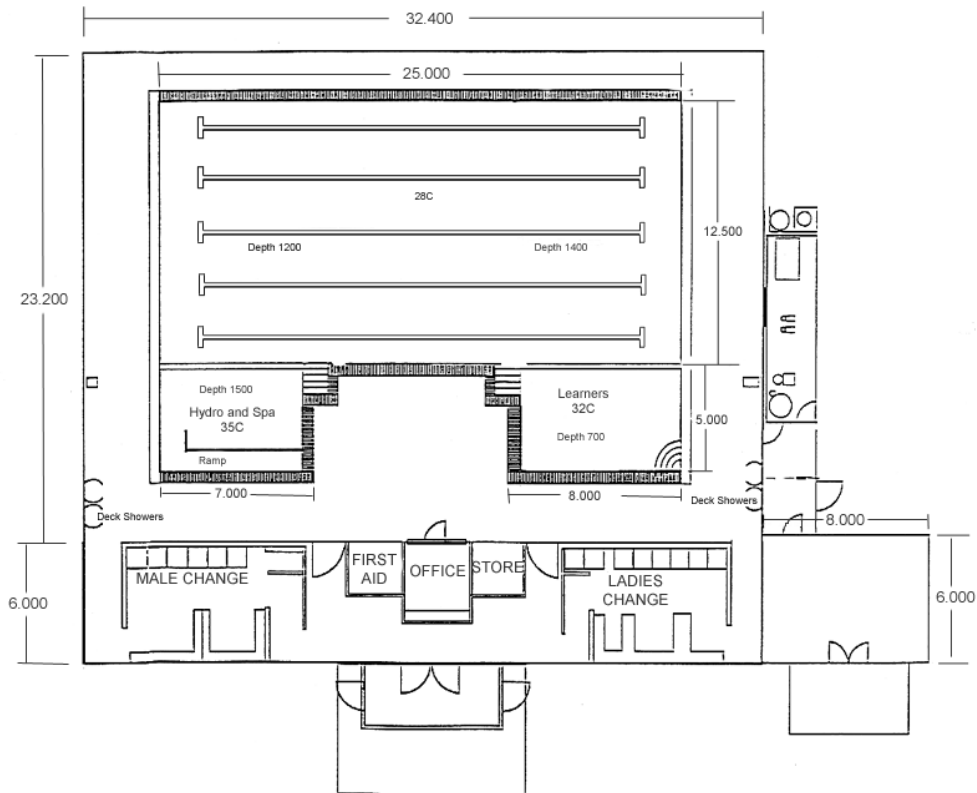 32.400
25.000
28C
12.500
Depth 1200
Depth 1400
23.200
Depth 1500
Hydro and Spa
35C
Ramp
Learners
32C
Depth 700
5.000
7.000
8.000
Deck Showers
Deck Showers
8.000
MALE CHANGE
FIRST
AID
OFFICE
STORE
LADIES
CHANGE
6.000
6.000